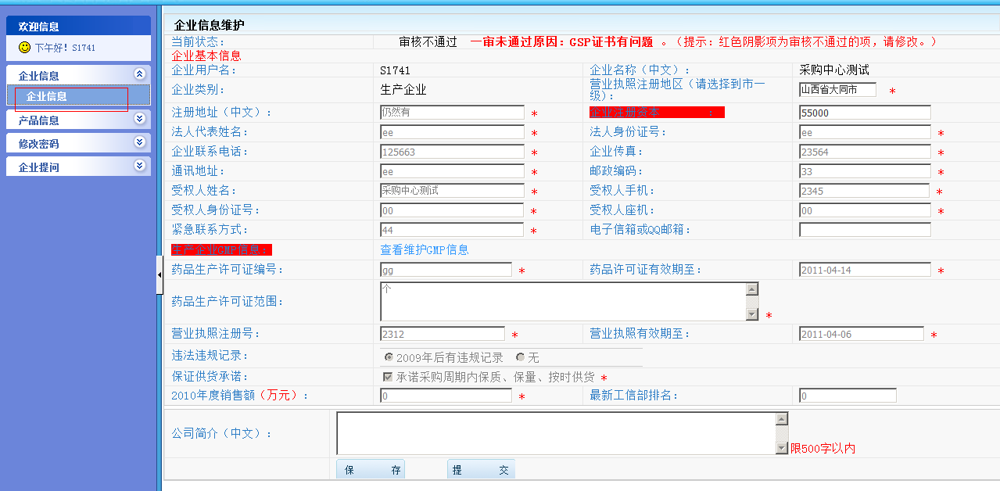 欢迎信息
下午好！S1741
企业信息
企业信息
产品信息
修改密码
企业提问
企业信息维护
当前状态： 审核不通过 一审未通过原因：GSP证书有问题 。（提示：红色阴影项为审核不通过的项，请修改。）
企业基本信息
企业用户名： S1741 企业名称（中文）： 采购中心测试
企业类别： 生产企业 营业执照注册地区（请选择到市一级）： 山西省大同市 *
注册地址（中文）： 仍然有 * 企业注册资本 ： 55000
法人代表姓名： ee * 法人身份证号： ee *
企业联系电话： 125663 * 企业传真： 23564 *
通讯地址： ee * 邮政编码： 33 *
受权人姓名： 采购中心测试 * 受权人手机： 2345 *
受权人身份证号： 00 * 受权人座机： 00 *
紧急联系方式： 44 * 电子信箱或QQ邮箱：
生产企业GMP信息： 查看维护GMP信息
药品生产许可证编号： gg * 药品许可证有效期至： 2011-04-14 *
药品生产许可证范围： 个 *
营业执照注册号： 2312 * 营业执照有效期至： 2011-04-06 *
违法违规记录： 2009年后有违规记录 无
保证供货承诺： 承诺采购周期内保质、保量、按时供货 *
2010年度销售额（万元）： 0 * 最新工信部排名： 0
公司简介（中文）： 限500字以内
保 存 提 交